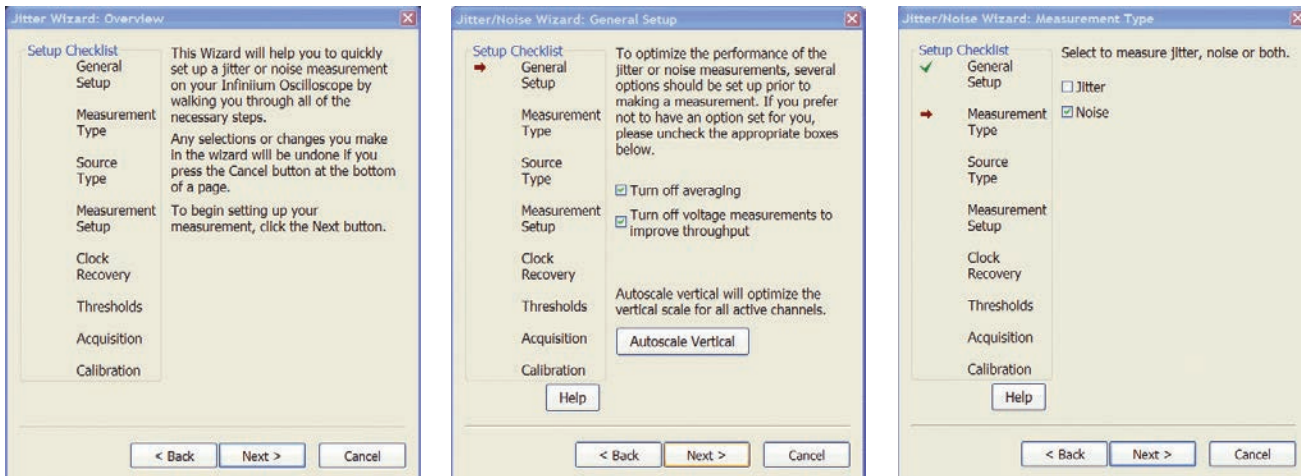 Jitter Wizard: Overview
Setup Checklist
General
Setup
Measurement
Type
Source
Type
Measurement
Setup
Clock
Recovery
Thresholds
Acquisition
Calibration
This Wizard will help you to quickly
set up a jitter or noise measurement
on your Infiniium Oscilloscope by
walking you through all of the
necessary steps.
Any selections or changes you make
in the wizard will be undone if you
press the Cancel button at the bottom
of a page.
To begin setting up your
measurement, click the Next button.
< Back
Next >
Cancel
Jitter/Noise Wizard: General Setup
Setup Checklist
General
Setup
Measurement
Type
Source
Type
Measurement
Setup
Clock
Recovery
Thresholds
Acquisition
Calibration
To optimize the performance of the
jitter or noise measurements, several
options should be set up prior to
making a measurement. If you prefer
not to have an option set for you,
please uncheck the appropriate boxes
below.
Turn off averaging
Turn off voltage measurements to
improve throughput
Autoscale vertical will optimize the
vertical scale for all active channels.
Autoscale Vertical
Help
< Back
Next >
Cancel
Jitter/Noise Wizard: Measurement Type
Setup Checklist
General
Setup
Measurement
Type
Source
Type
Measurement
Setup
Clock
Recovery
Thresholds
Acquisition
Calibration
Select to measure jitter, noise or both.
Jitter
Noise
Help
< Back
Next >
Cancel